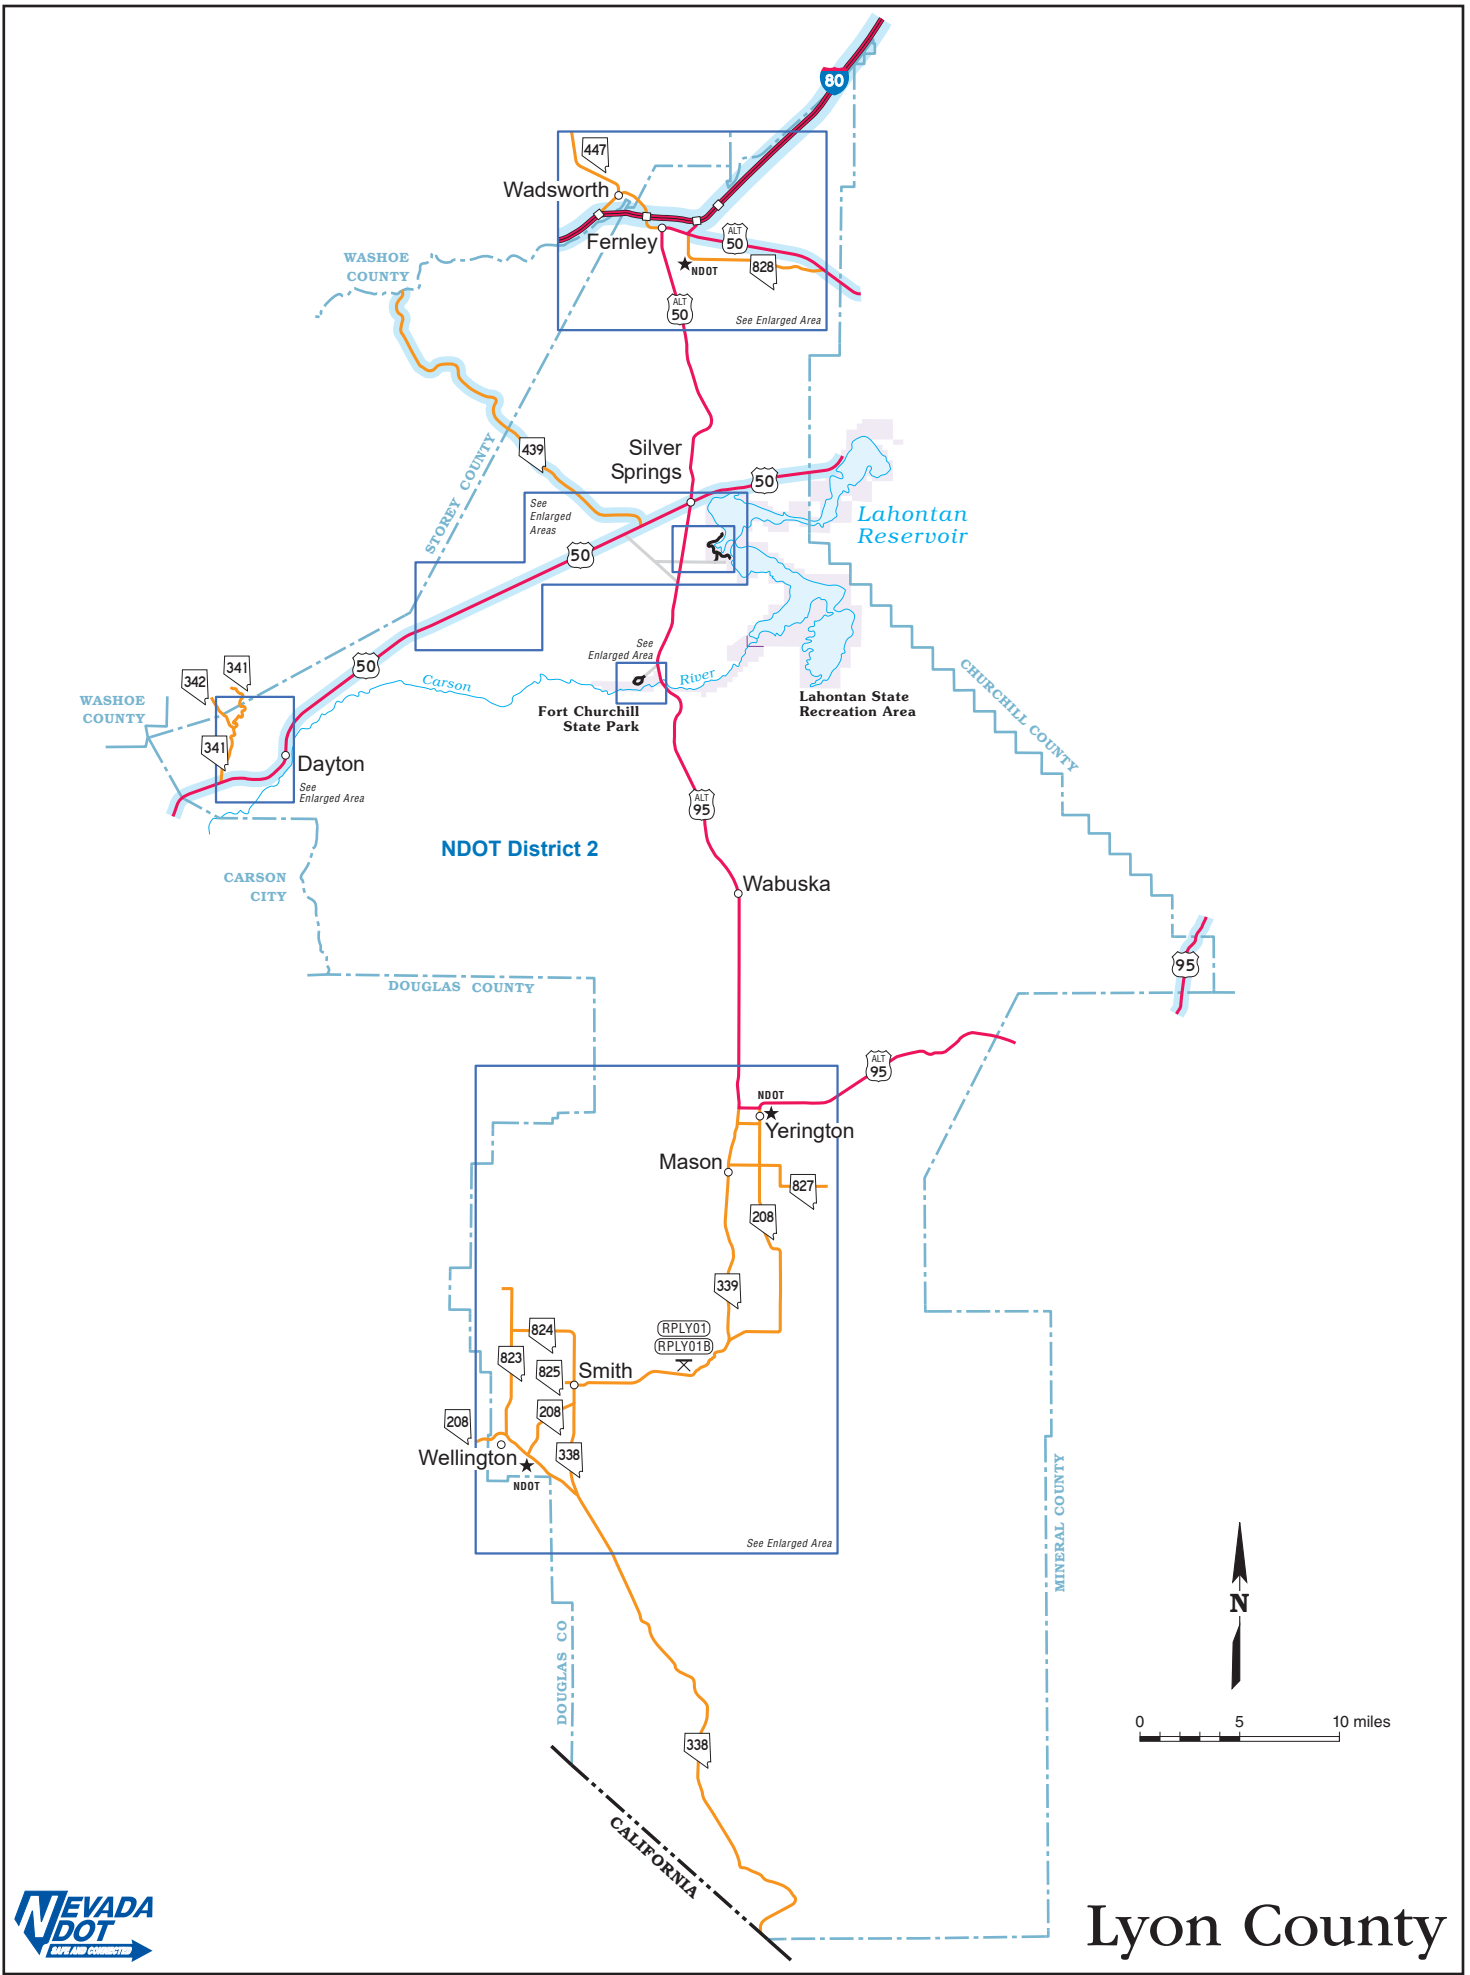 80
447
Wadsworth
Fernley
ALT
50
828
NDOT
ALT
50
See Enlarged Area
WASHOE
COUNTY
439
STOREY COUNTY
Silver
Springs
50
See
Enlarged
Areas
50
Lahontan
Reservoir
See
Enlarged Area
50
341
342
WASHOE
COUNTY
341
Carson
River
Fort Churchill
State Park
Lahontan State
Recreation Area
CHURCHILL COUNTY
Dayton
See
Enlarged Area
ALT
95
NDOT District 2
CARSON
CITY
Wabuska
95
DOUGLAS COUNTY
ALT
95
NDOT
Yerington
Mason
827
208
339
RPLY01
RPLY01B
824
823
825
Smith
208
208
Wellington
338
NDOT
See Enlarged Area
MINERAL COUNTY
DOUGLAS CO
N
0 5 10 miles
338
CALIFORNIA
NEVADA
DOT
SAFE AND CONNECTED
Lyon County